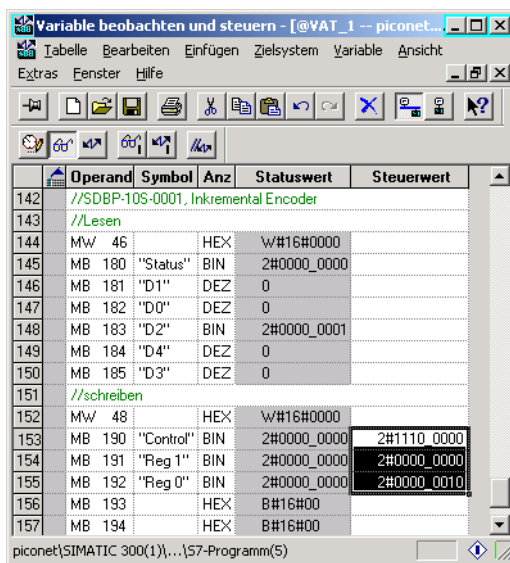 Variable beobachten und steuern - [@VAT_1 -- piconet....
Tabelle Bearbeiten Einfügen Zielsystem Variable Ansicht
Extras Fenster Hilfe
Operand Symbol Anz Statuswert Steuerwert
142 //SDBP-10S-0001, Inkremental Encoder
143 //Lesen
144 MW 46 HEX W#16#0000
145 MB 180 "Status" BIN 2#0000_0000
146 MB 181 "D1" DEZ 0
147 MB 182 "D0" DEZ 0
148 MB 183 "D2" BIN 2#0000_0001
149 MB 184 "D4" DEZ 0
150 MB 185 "D3" DEZ 0
151 //schreiben
152 MW 48 HEX W#16#0000
153 MB 190 "Control" BIN 2#0000_0000 2#1110_0000
154 MB 191 "Reg 1" BIN 2#0000_0000 2#0000_0000
155 MB 192 "Reg 0" BIN 2#0000_0000 2#0000_0010
156 MB 193 HEX B#16#00
157 MB 194 HEX B#16#00
piconet\SIMATIC 300(1)\...\S7-Programm(5)